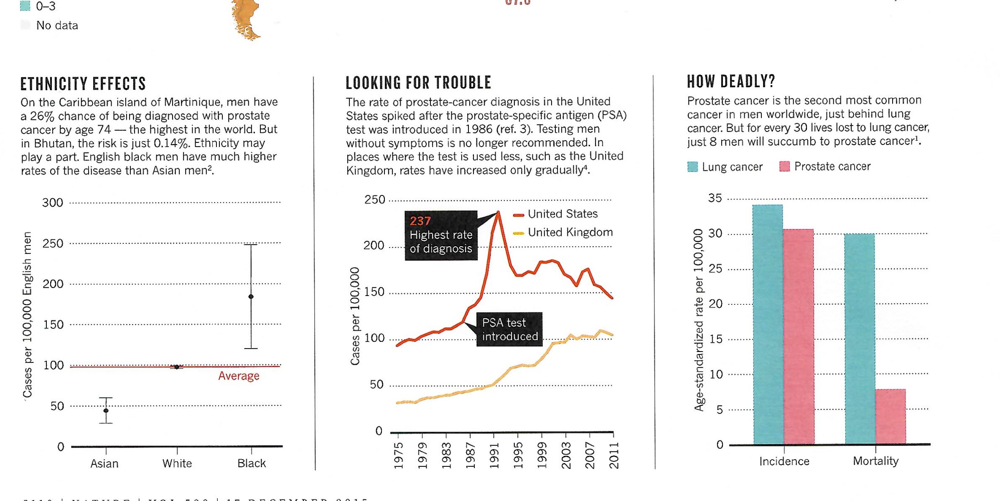 0–3
No data
ETHNICITY EFFECTS
On the Caribbean island of Martinique, men have
a 26% chance of being diagnosed with prostate
cancer by age 74 — the highest in the world. But
in Bhutan, the risk is just 0.14%. Ethnicity may
play a part. English black men have much higher
rates of the disease than Asian men².
Cases per 100,000 English men
300
250
200
150
100
50
0
Average
Asian
White
Black
LOOKING FOR TROUBLE
The rate of prostate-cancer diagnosis in the United
States spiked after the prostate-specific antigen (PSA)
test was introduced in 1986 (ref. 3). Testing men
without symptoms is no longer recommended. In
places where the test is used less, such as the United
Kingdom, rates have increased only gradually⁴.
Cases per 100,000
250
200
150
100
50
0
237
Highest rate
of diagnosis
United States
United Kingdom
PSA test
introduced
1975
1979
1983
1987
1991
1995
1999
2003
2007
2011
HOW DEADLY?
Prostate cancer is the second most common
cancer in men worldwide, just behind lung
cancer. But for every 30 lives lost to lung cancer,
just 8 men will succumb to prostate cancer¹.
Lung cancer
Prostate cancer
Age-standardized rate per 100,000
35
30
25
20
15
10
5
0
Incidence
Mortality
| NATURE | VOL 528 | 17 DECEMBER 2015